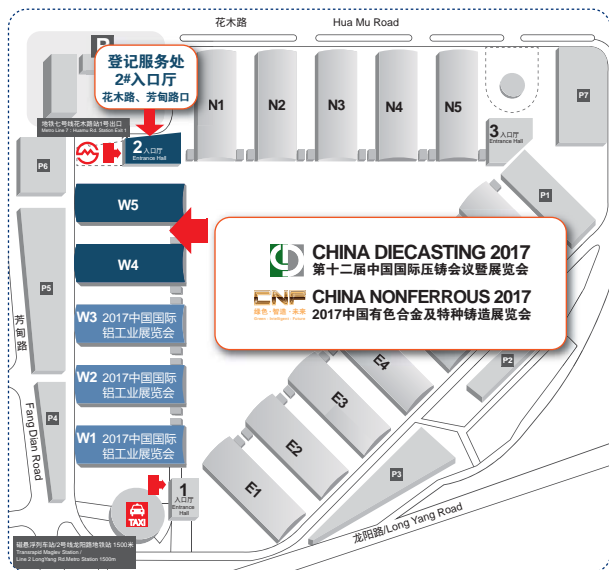 花木路
Hua Mu Road
P
登记服务处
2#入口厅
花木路、芳甸路口
N1
N2
N3
N4
N5
P7
地铁七号线花木路站1号出口
Metro Line 7 : Huamu Rd. Station Exit 1
2 入口厅
Entrance Hall
3 入口厅
Entrance Hall
P6
P1
W5
W4
CHINA DIECASTING 2017
第十二届中国国际压铸会议暨展览会
CNF
绿色·智造·未来
Green · Intelligent · Future
CHINA NONFERROUS 2017
2017中国有色合金及特种铸造展览会
P5
芳甸路
W3 2017中国国际
铝工业展览会
W2 2017中国国际
铝工业展览会
W1 2017中国国际
铝工业展览会
E4
P2
E3
E2
E1
P4
Fang Dian Road
P3
1
入口厅
Entrance
Hall
TAXI
龙阳路/Long Yang Road
磁悬浮列车站/2号线龙阳路地铁站 1500米
Transrapid Maglev Station /
Line 2 LongYang Rd.Metro Station 1500m